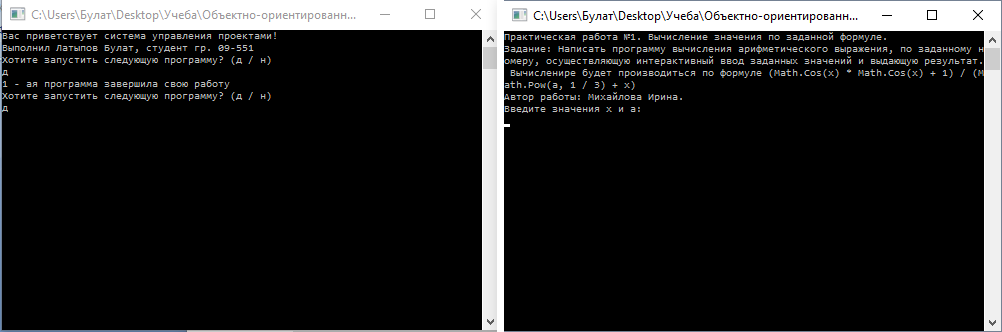 C:\Users\Булат\Desktop\Учеба\Объектно-ориентированн...
Вас приветствует система управления проектами!
Выполнил Латыпов Булат, студент гр. 09-551
Хотите запустить следующую программу? (д / н)
д
1 - ая программа завершила свою работу
Хотите запустить следующую программу? (д / н)
д
C:\Users\Булат\Desktop\Учеба\Объектно-ориентированн...
Практическая работа №1. Вычисление значения по заданной формуле.
Задание: Написать программу вычисления арифметического выражения, по заданному н
омеру, осуществляющую интерактивный ввод заданных значений и выдающую результат.
Вычисленире будет производиться по формуле (Math.Cos(x) * Math.Cos(x) + 1) / (M
ath.Pow(a, 1 / 3) + x)
Автор работы: Михайлова Ирина.
Введите значения x и a: